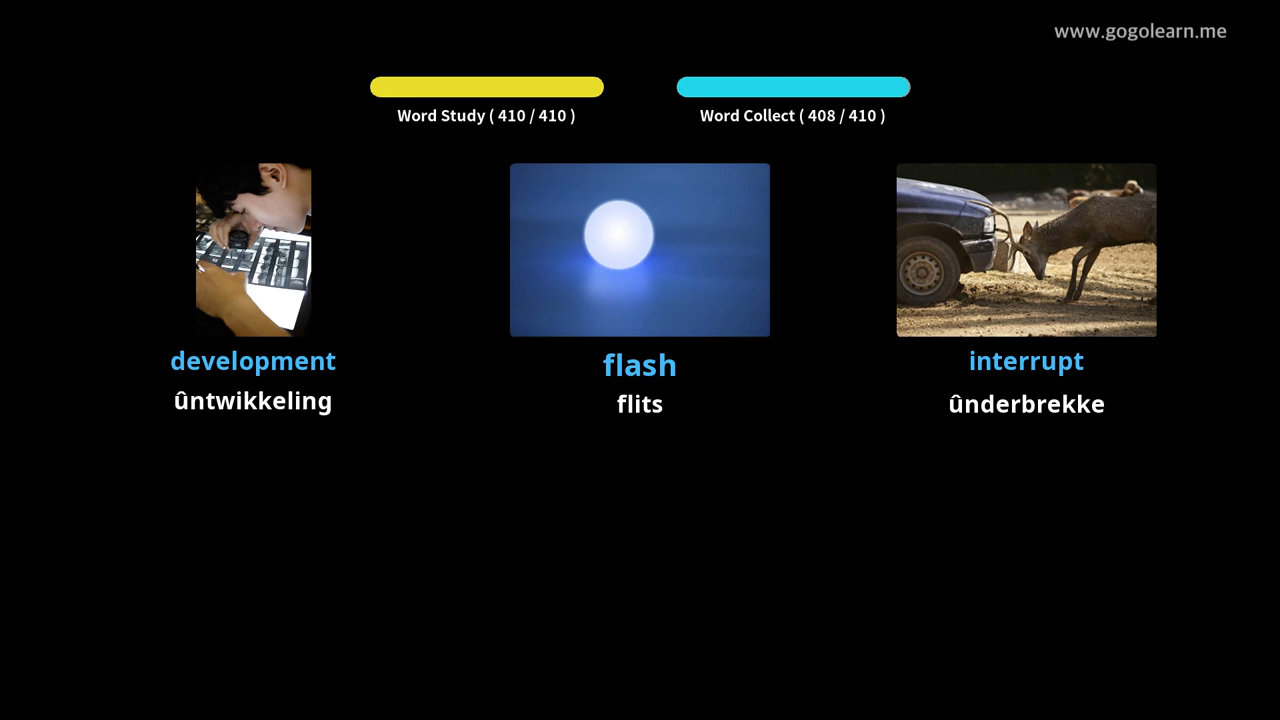 www.gogolearn.me
Word Study ( 410 / 410 )
Word Collect ( 408 / 410 )
development
ûntwikkeling
flash
flits
interrupt
ûnderbrekke